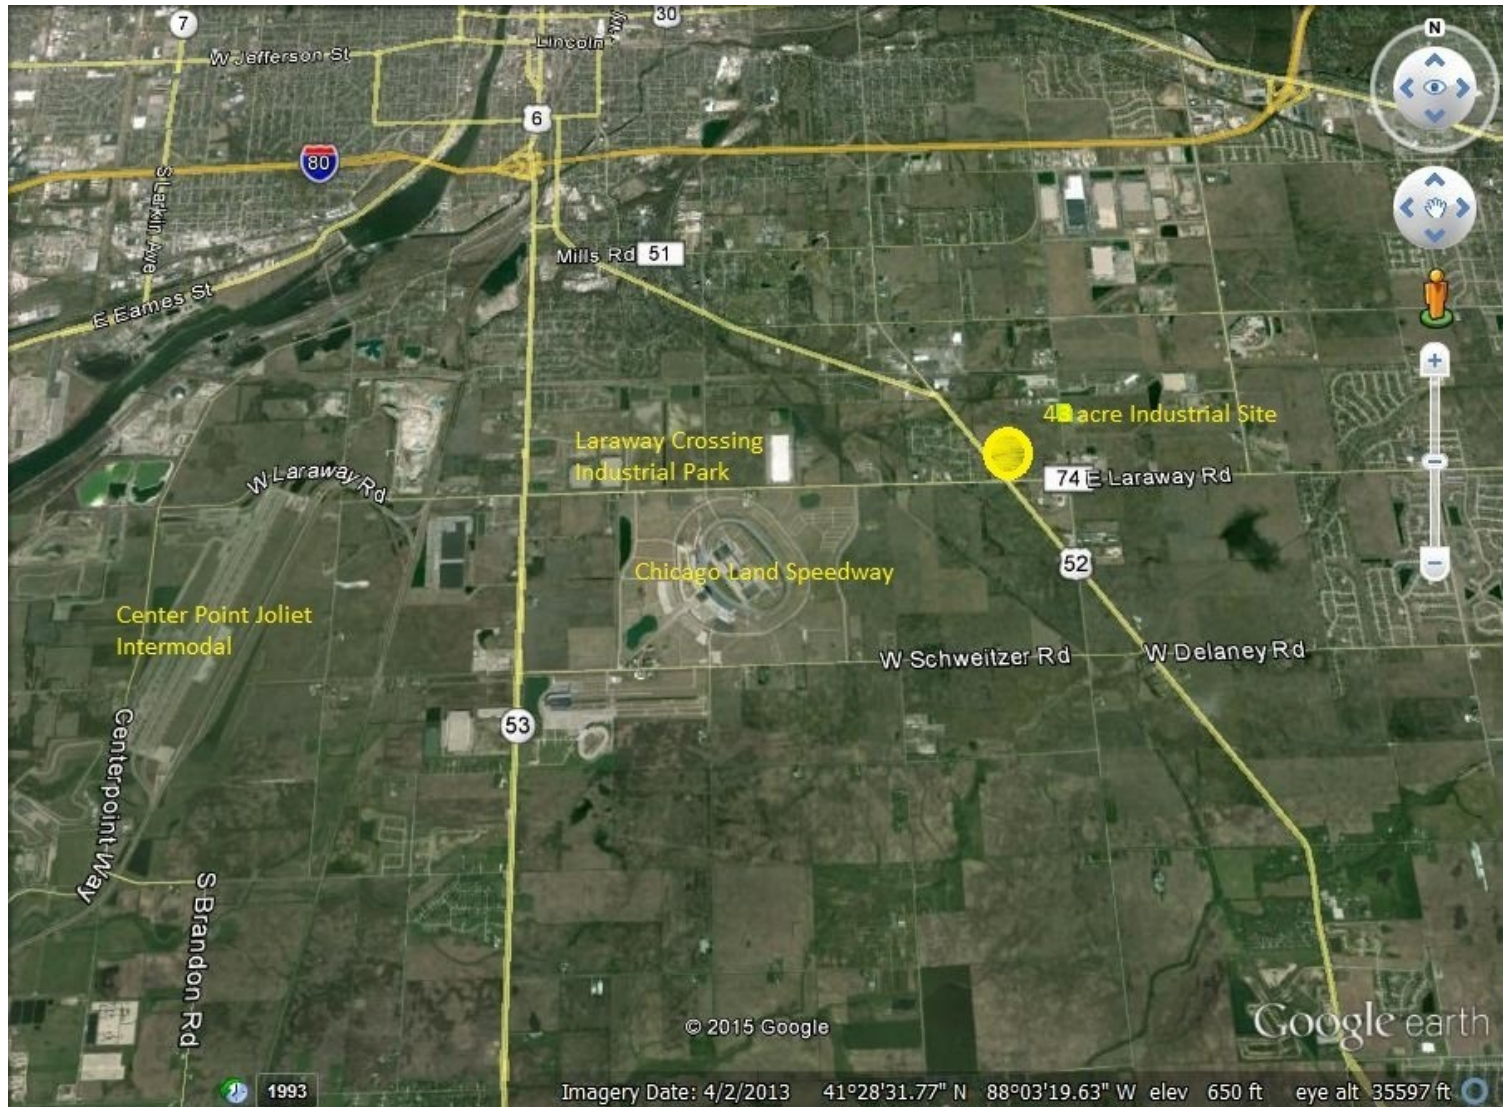 30
7
W Jefferson St
Lincoln
6
80
S Larkin Ave
Mills Rd 51
E Eames St
N
43 acre Industrial Site
Laraway Crossing
Industrial Park
W Laraway Rd
74 E Laraway Rd
52
Chicago Land Speedway
Center Point Joliet
Intermodal
W Schweitzer Rd
W Delaney Rd
53
Centerpoint Way
S Brandon Rd
© 2015 Google
Google earth
1993
Imagery Date: 4/2/2013 41°28'31.77" N 88°03'19.63" W elev 650 ft eye alt 35597 ft